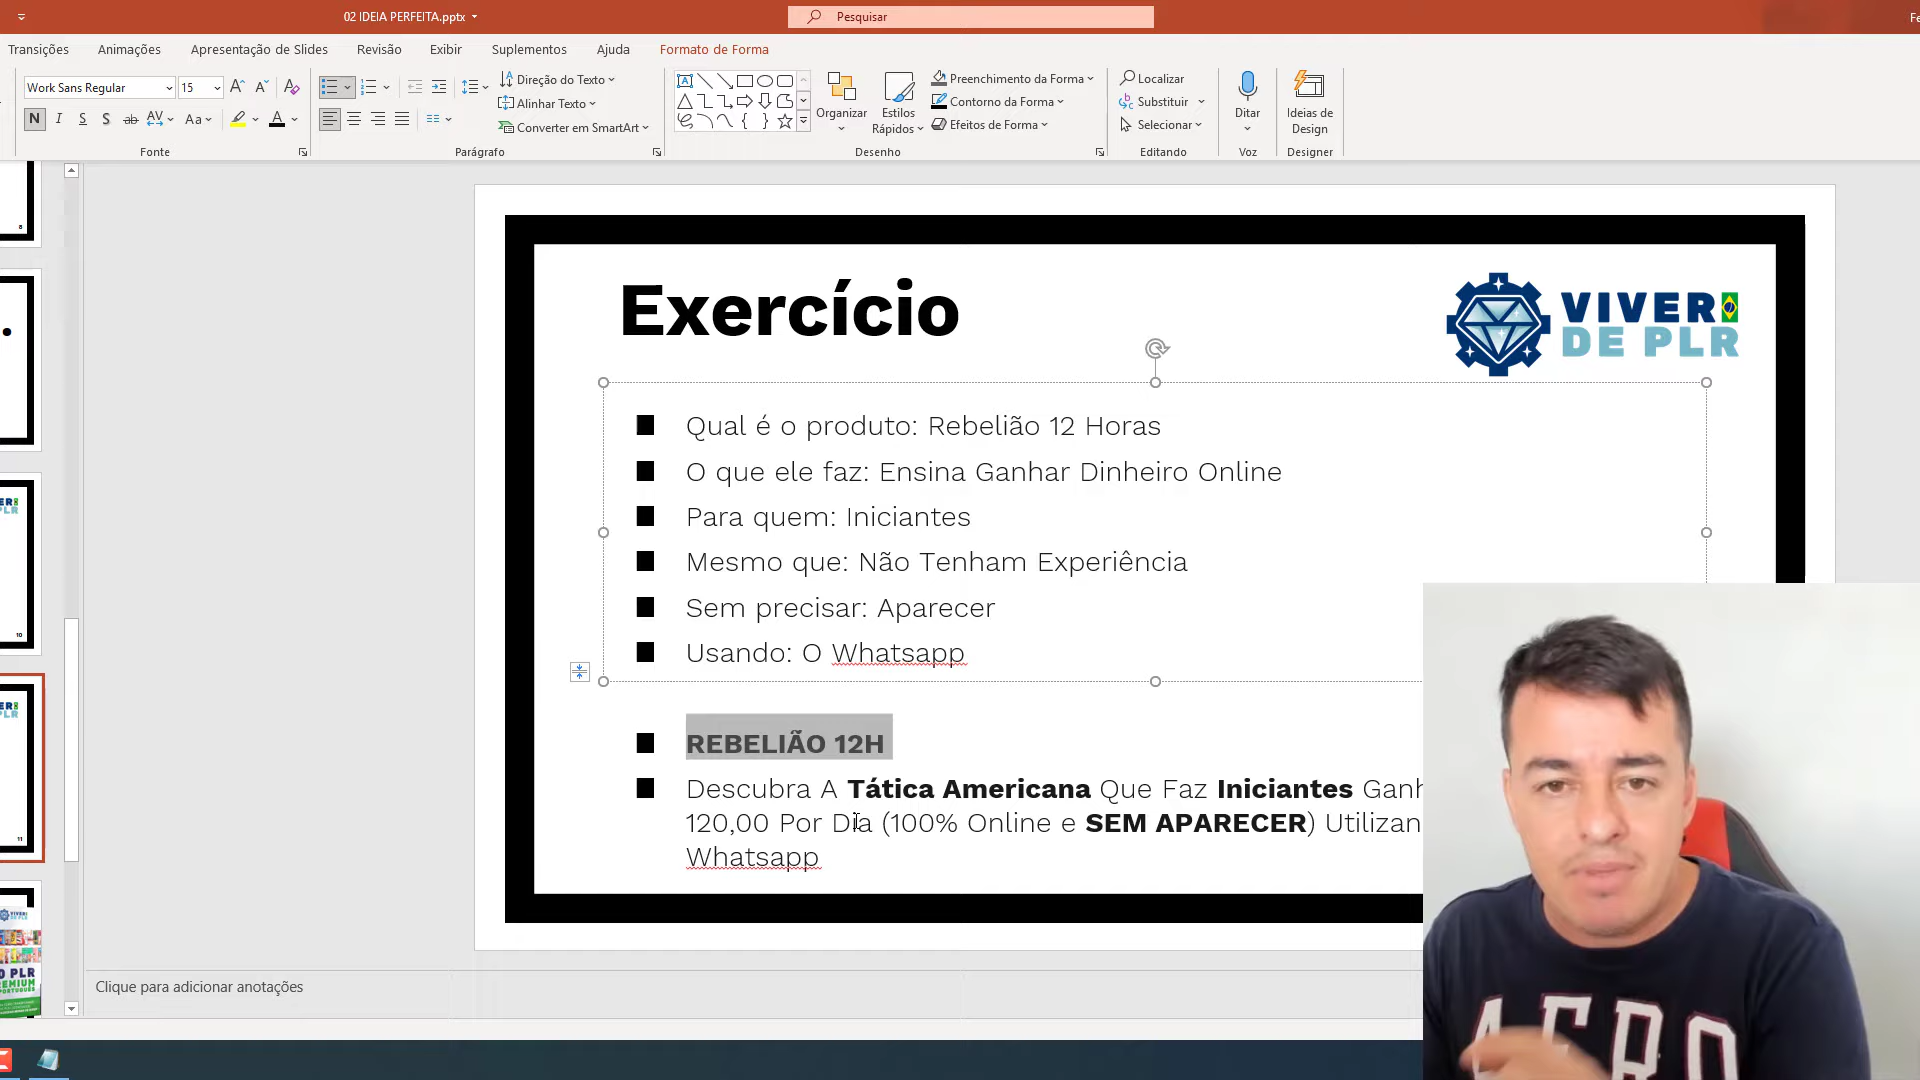 02 IDEIA PERFEITA.pptx
Pesquisar
Transições
Animações
Apresentação de Slides
Revisão
Exibir
Suplementos
Ajuda
Formato de Forma
Work Sans Regular
15
Direção do Texto
Alinhar Texto
Converter em SmartArt
Organizar
Estilos
Rápidos
Preenchimento da Forma
Contorno da Forma
Efeitos de Forma
Localizar
Substituir
Selecionar
Ditar
Ideias de
Design
Fonte
Parágrafo
Desenho
Editando
Voz
Designer
Exercício
VIVER
DE PLR
Qual é o produto: Rebelião 12 Horas
O que ele faz: Ensina Ganhar Dinheiro Online
Para quem: Iniciantes
Mesmo que: Não Tenham Experiência
Sem precisar: Aparecer
Usando: O Whatsapp
REBELIÃO 12H
Descubra A Tática Americana Que Faz Iniciantes Ganh
120,00 Por Dia (100% Online e SEM APARECER) Utilizan
Whatsapp
Clique para adicionar anotações
8
10
11
AERO